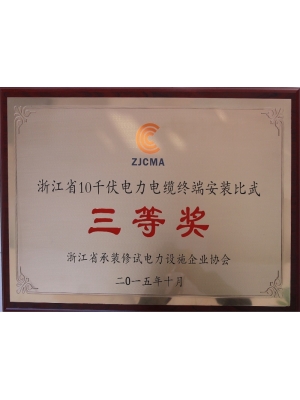 ZJCMA
浙江省10千伏电力电缆终端安装比武
三等奖
浙江省承装修试电力设施企业协会
二0一五年十月